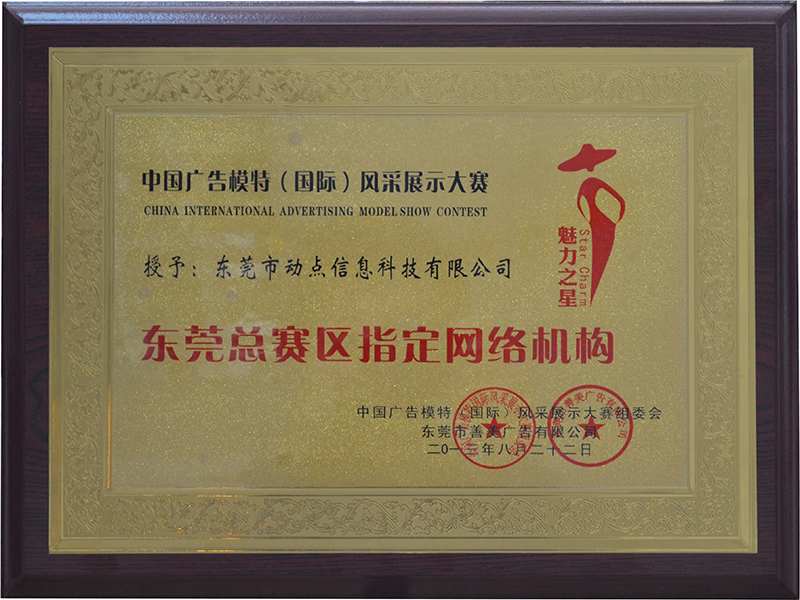 中国广告模特（国际）风采展示大赛
CHINA INTERNATIONAL ADVERTISING MODEL SHOW CONTEST
魅力之星
Star Charm
授予：东莞市动点信息科技有限公司
东莞总赛区指定网络机构
中国广告模特（国际）风采展示大赛组委会
东莞市善美广告有限公司
二0一三年八月二十二日